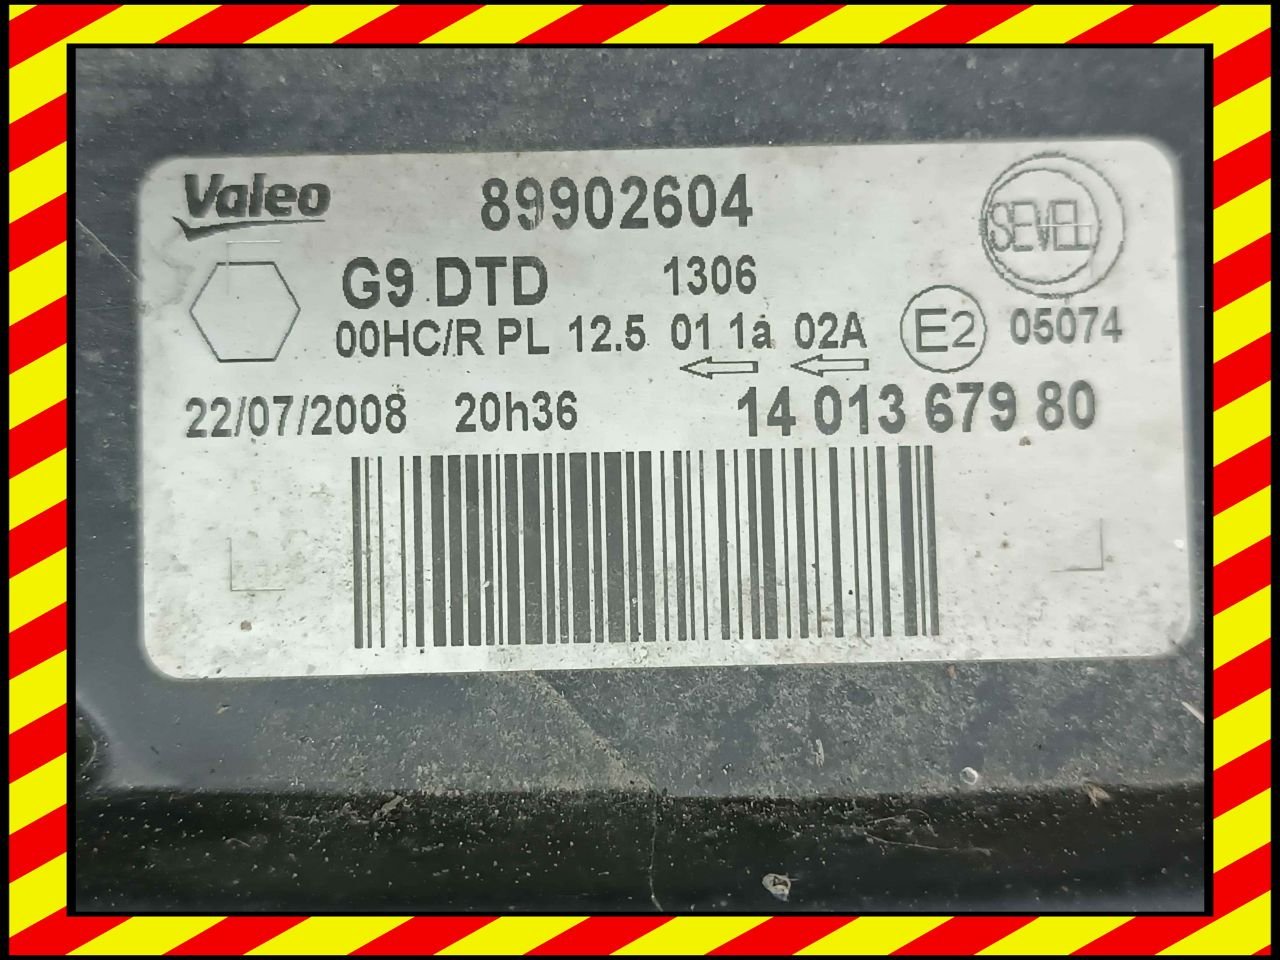 Valeo 89902604 SEVEL
G9 DTD 1306
00HC/R PL 12.5 01 1a 02A E2 05074
22/07/2008 20h36 14 013 679 80